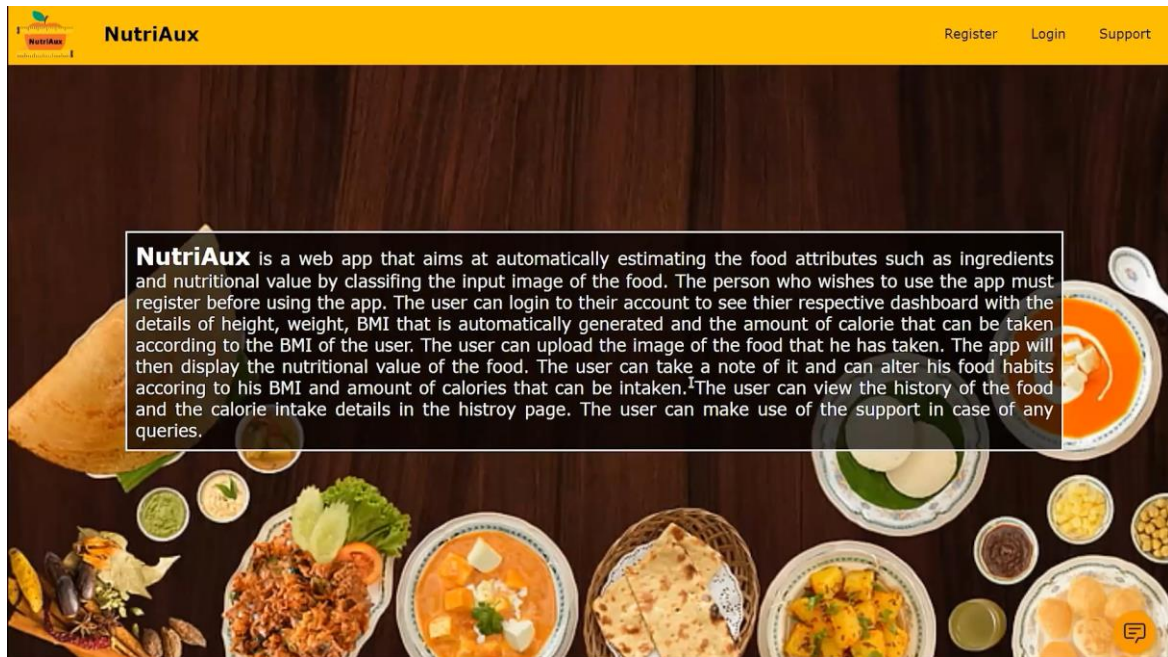 NutriAux
NutriAux
Register
Login
Support
NutriAux is a web app that aims at automatically estimating the food attributes such as ingredients
and nutritional value by classifing the input image of the food. The person who wishes to use the app must
register before using the app. The user can login to their account to see thier respective dashboard with the
details of height, weight, BMI that is automatically generated and the amount of calorie that can be taken
according to the BMI of the user. The user can upload the image of the food that he has taken. The app will
then display the nutritional value of the food. The user can take a note of it and can alter his food habits
accoring to his BMI and amount of calories that can be intaken. The user can view the history of the food
and the calorie intake details in the histroy page. The user can make use of the support in case of any
queries.